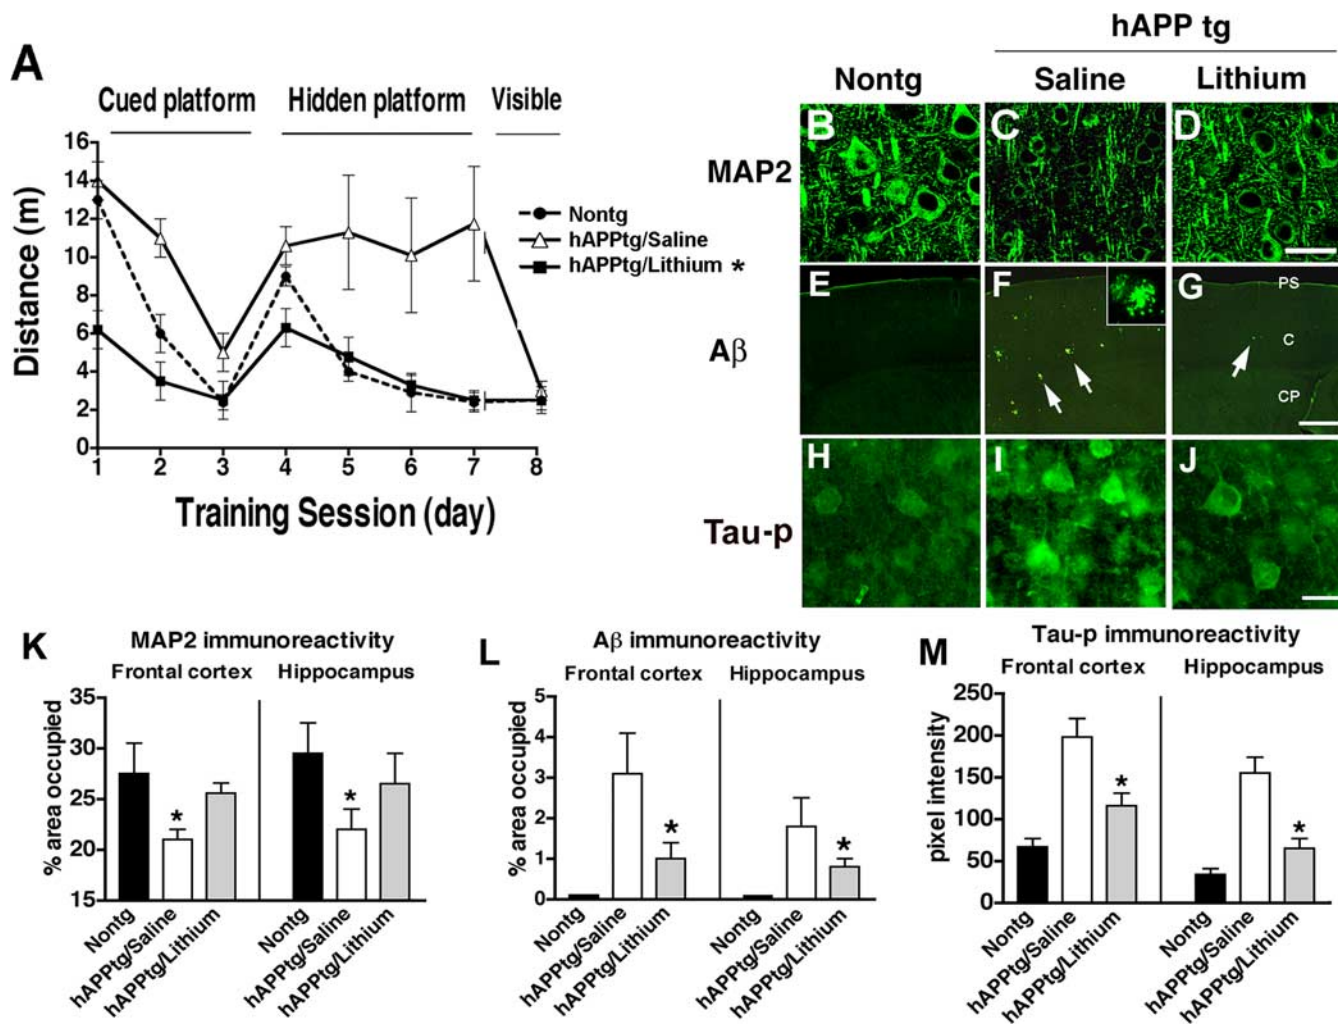 A
Cued platform Hidden platform Visible
16
14
12
10
8
6
4
2
0
Distance (m)
1 2 3 4 5 6 7 8
Training Session (day)
Nontg
hAPPtg/Saline
hAPPtg/Lithium *
hAPP tg
Nontg Saline Lithium
MAP2
B C D
Aβ
E F G
PS
C
CP
Tau-p
H I J
K
MAP2 immunoreactivity
Frontal cortex Hippocampus
% area occupied
35
30
25
20
15
* *
Nontg hAPPtg/Saline hAPPtg/Lithium Nontg hAPPtg/Saline hAPPtg/Lithium
L
Aβ immunoreactivity
Frontal cortex Hippocampus
% area occupied
5
4
3
2
1
0
* *
Nontg hAPPtg/Saline hAPPtg/Lithium Nontg hAPPtg/Saline hAPPtg/Lithium
M
Tau-p immunoreactivity
Frontal cortex Hippocampus
pixel intensity
250
200
150
100
50
0
* *
Nontg hAPPtg/Saline hAPPtg/Lithium Nontg hAPPtg/Saline hAPPtg/Lithium